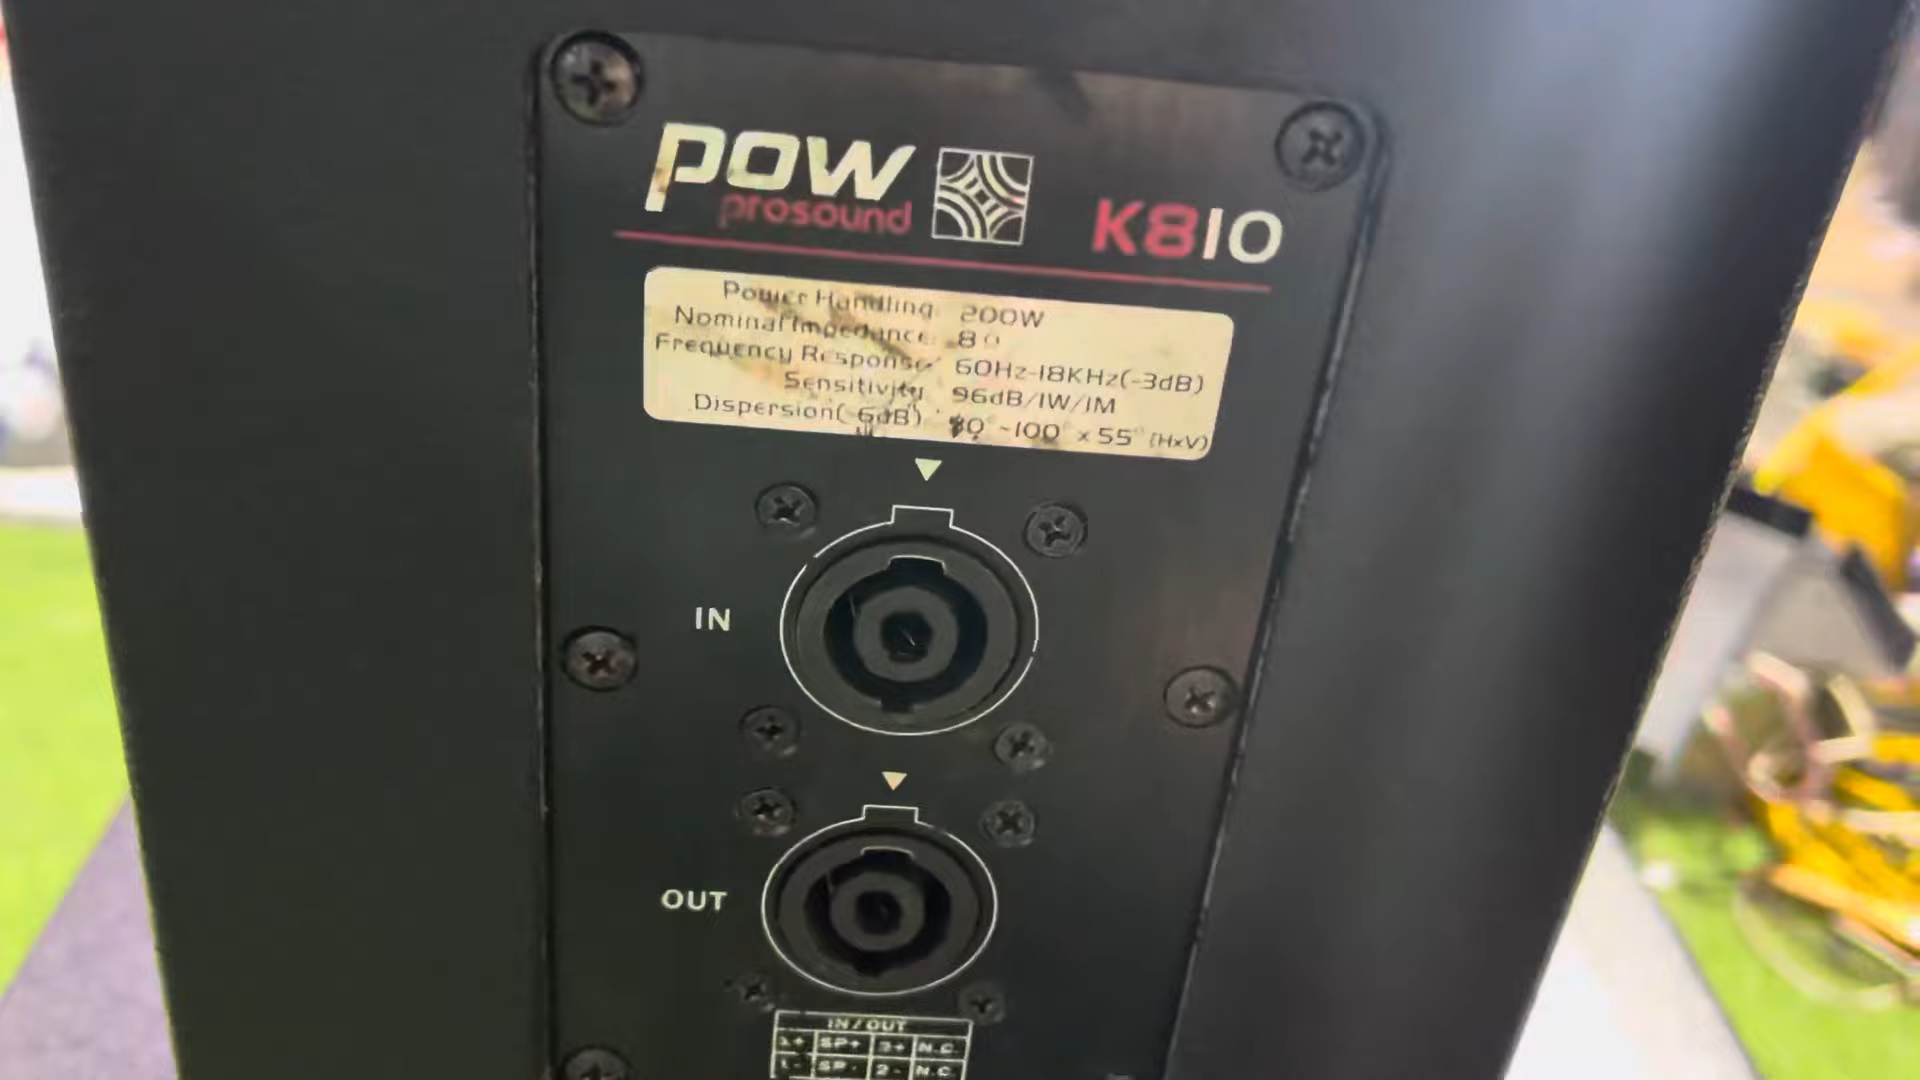 pow
prosound
K810
Power Handling: 200W
Nominal Impedance: 8Ω
Frequency Response: 60Hz-18KHz(-3dB)
Sensitivity: 96dB/1W/1M
Dispersion(-6dB): 80°~100° x 55° (HxV)
IN
OUT
IN/OUT
1+ SP+ 2+ N.C.
1- SP- 2- N.C.